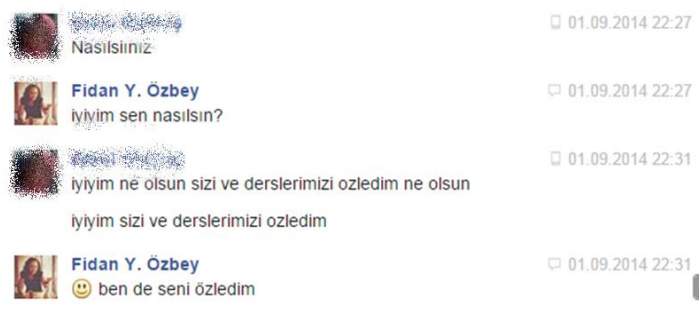 01.09.2014 22:27
Nasılsıınız
Fidan Y. Özbey 01.09.2014 22:27
iyiyim sen nasılsın?
01.09.2014 22:31
iyiyim ne olsun sizi ve derslerimizi ozledim ne olsun
iyiyim sizi ve derslerimizi ozledim
Fidan Y. Özbey 01.09.2014 22:31
ben de seni özledim